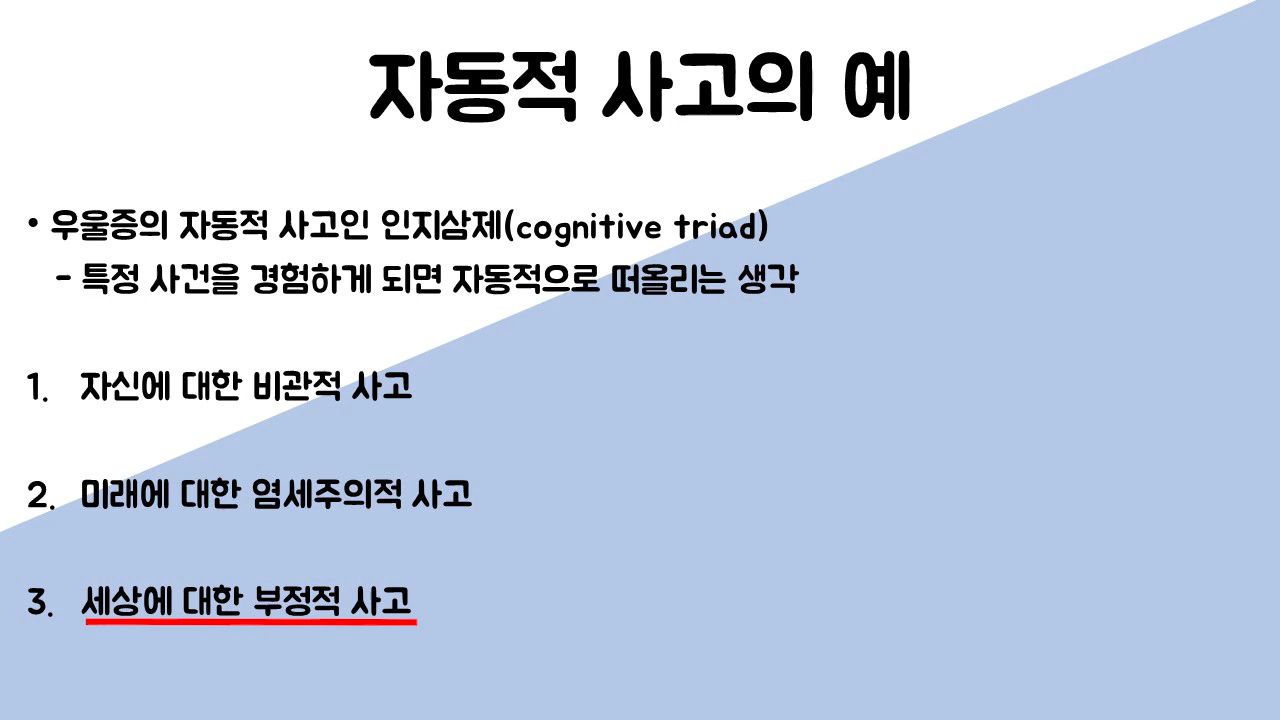 자동적 사고의 예
• 우울증의 자동적 사고인 인지삼제(cognitive triad)
- 특정 사건을 경험하게 되면 자동적으로 떠올리는 생각
1. 자신에 대한 비관적 사고
2. 미래에 대한 염세주의적 사고
3. 세상에 대한 부정적 사고